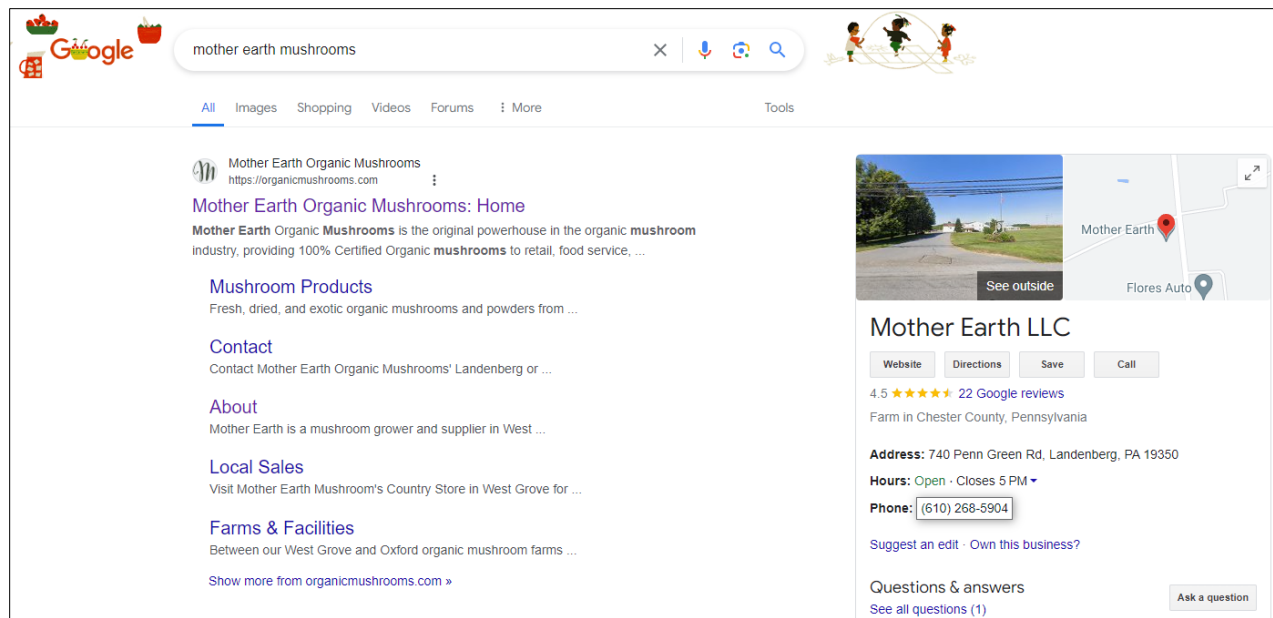 Google
mother earth mushrooms
All Images Shopping Videos Forums More Tools
Mother Earth Organic Mushrooms
https://organicmushrooms.com
Mother Earth Organic Mushrooms: Home
Mother Earth Organic Mushrooms is the original powerhouse in the organic mushroom
industry, providing 100% Certified Organic mushrooms to retail, food service, ...
Mushroom Products
Fresh, dried, and exotic organic mushrooms and powders from ...
Contact
Contact Mother Earth Organic Mushrooms' Landenberg or ...
About
Mother Earth is a mushroom grower and supplier in West ...
Local Sales
Visit Mother Earth Mushroom's Country Store in West Grove for ...
Farms & Facilities
Between our West Grove and Oxford organic mushroom farms ...
Show more from organicmushrooms.com »
See outside
Mother Earth
Flores Auto
Mother Earth LLC
Website Directions Save Call
4.5 22 Google reviews
Farm in Chester County, Pennsylvania
Address: 740 Penn Green Rd, Landenberg, PA 19350
Hours: Open · Closes 5 PM
Phone: (610) 268-5904
Suggest an edit · Own this business?
Questions & answers
See all questions (1)
Ask a question